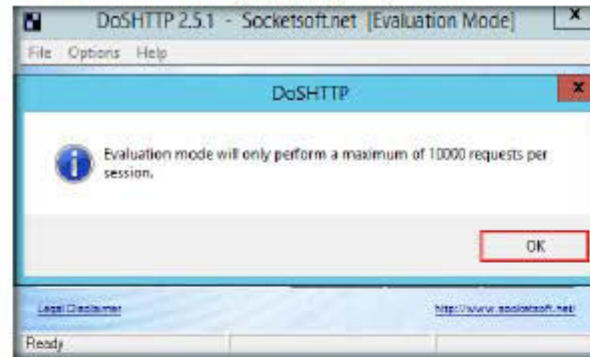 DoSHTTP 2.5.1 - Socketsoft.net [Evaluation Mode]
x
File Options Help
DoSHTTP
x
Evaluation mode will only perform a maximum of 10000 requests per
session.
OK
Legal Disclaimer
http://www.socketsoft.net/
Ready